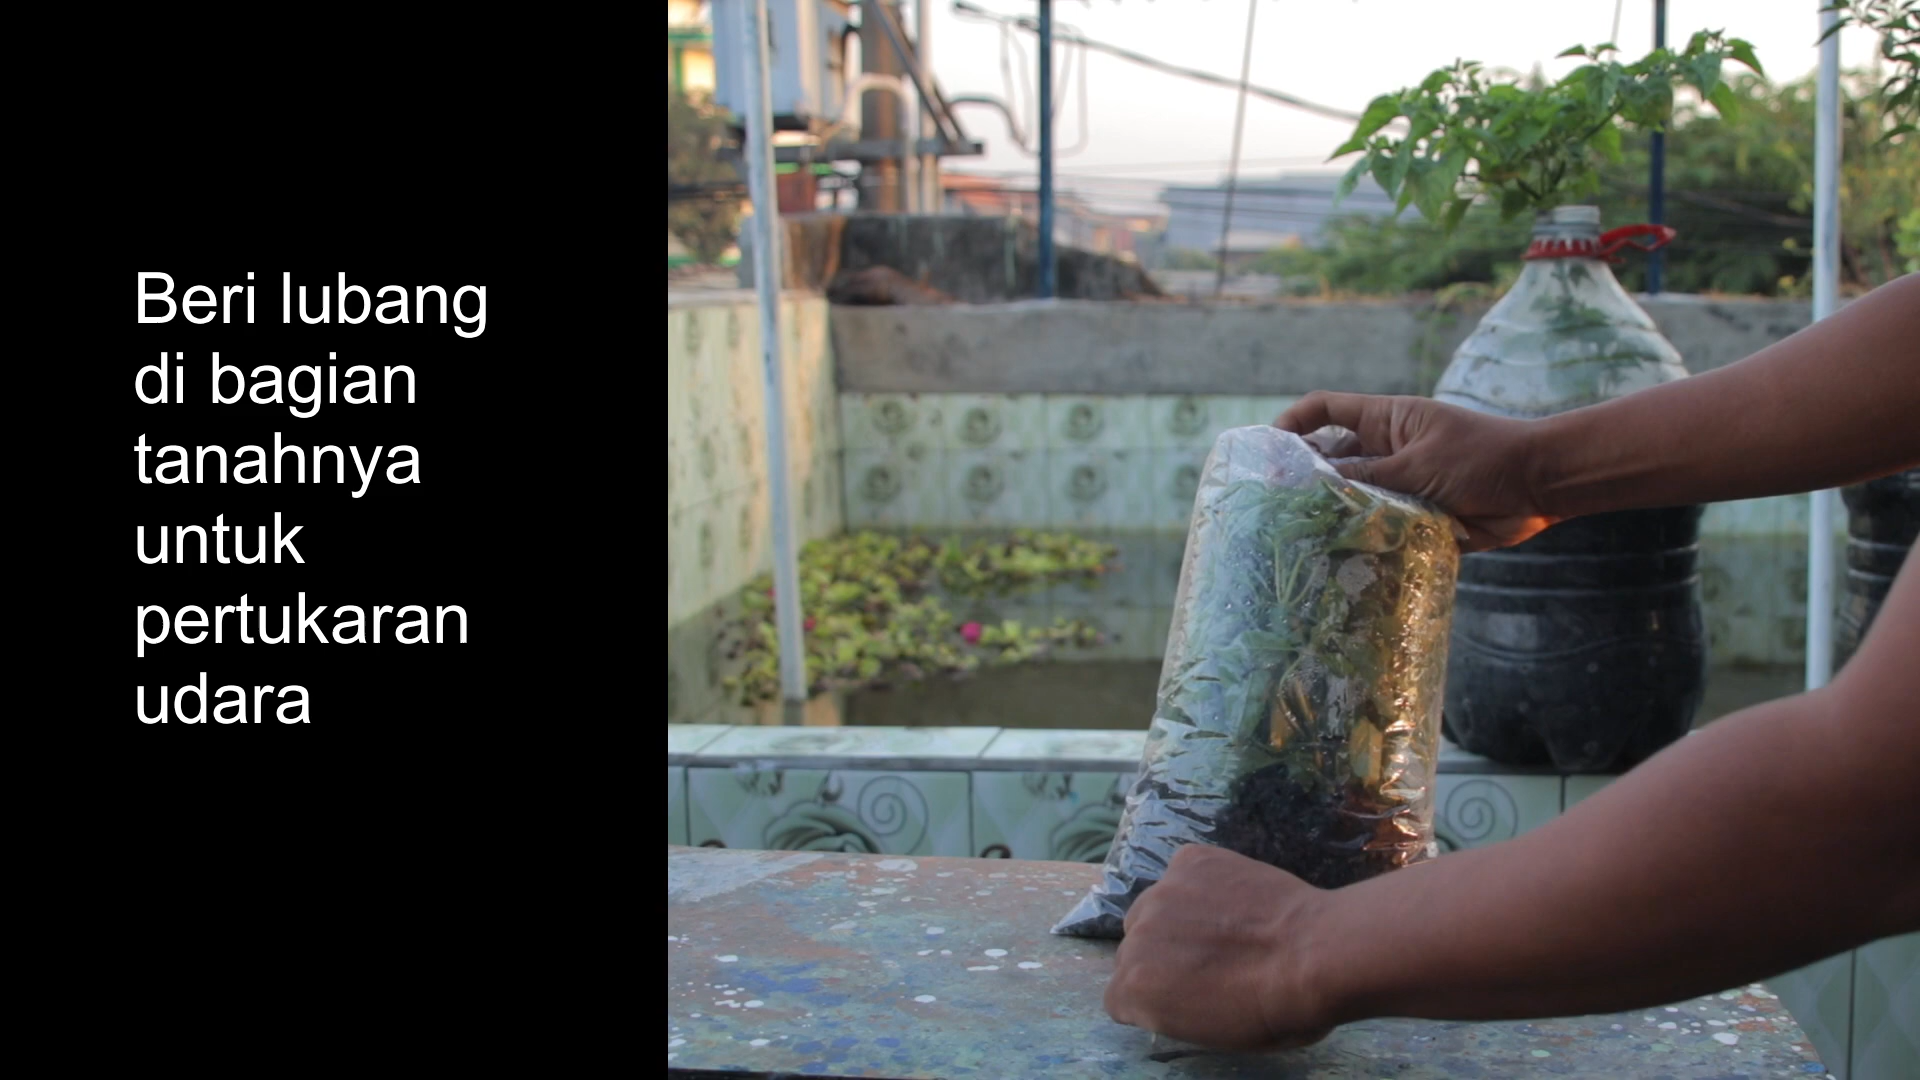 Beri lubang
di bagian
tanahnya
untuk
pertukaran
udara